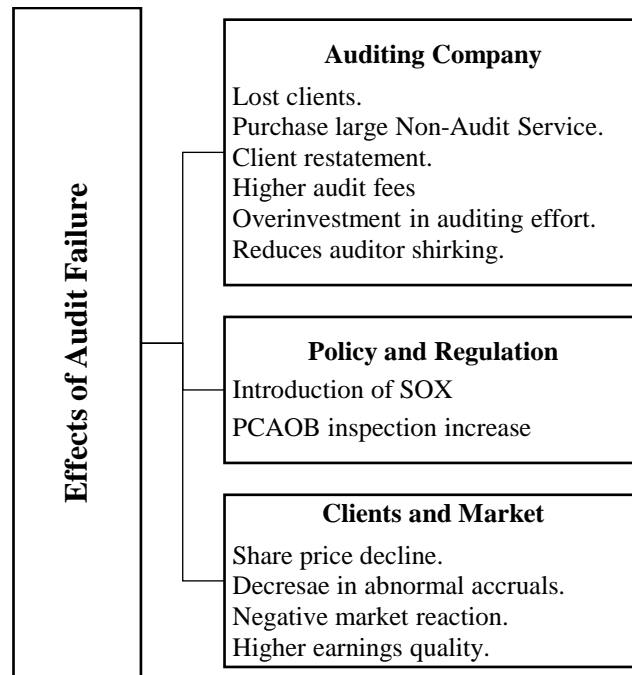 Effects of Audit Failure
Auditing Company
Lost clients.
Purchase large Non-Audit Service.
Client restatement.
Higher audit fees
Overinvestment in auditing effort.
Reduces auditor shirking.
Policy and Regulation
Introduction of SOX
PCAOB inspection increase
Clients and Market
Share price decline.
Decresae in abnormal accruals.
Negative market reaction.
Higher earnings quality.